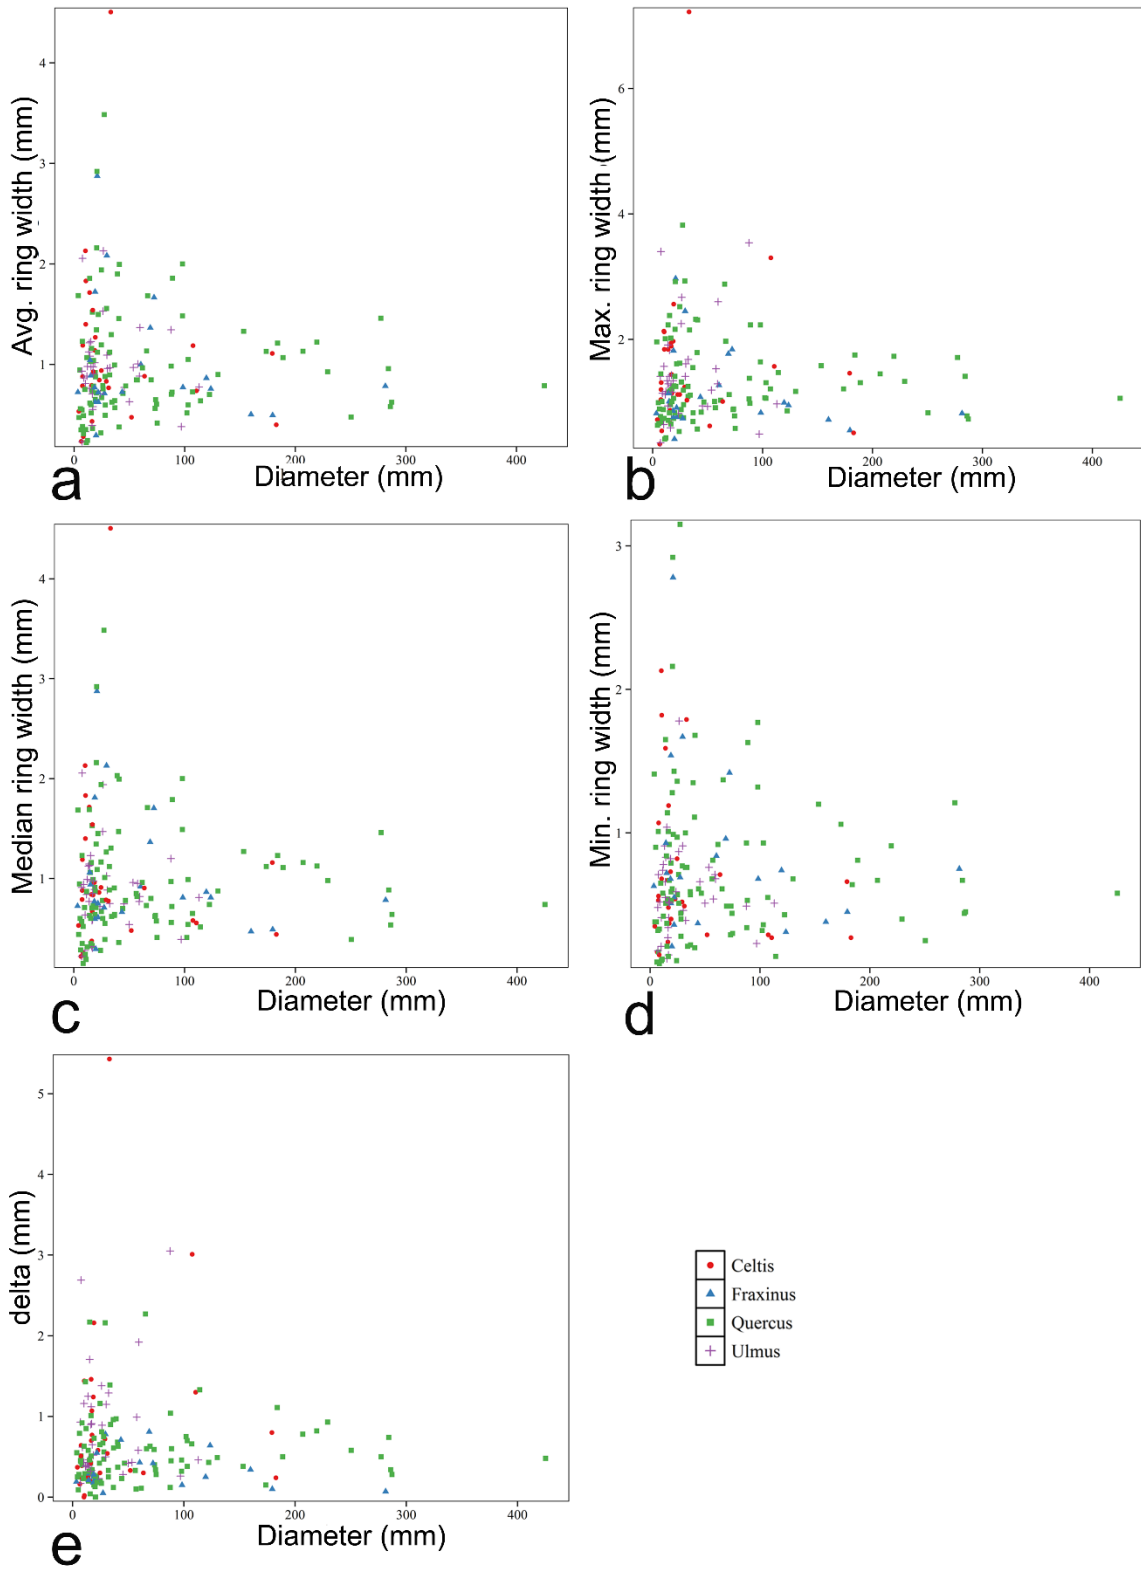 Avg. ring width (mm)
4
3
2
1
0
100
200
300
400
Diameter (mm)
a
Max. ring width (mm)
6
4
2
0
100
200
300
400
Diameter (mm)
b
Median ring width (mm)
4
3
2
1
0
100
200
300
400
Diameter (mm)
c
Min. ring width (mm)
3
2
1
0
100
200
300
400
Diameter (mm)
d
delta (mm)
5
4
3
2
1
0
0
100
200
300
400
Diameter (mm)
e
Celtis
Fraxinus
Quercus
Ulmus